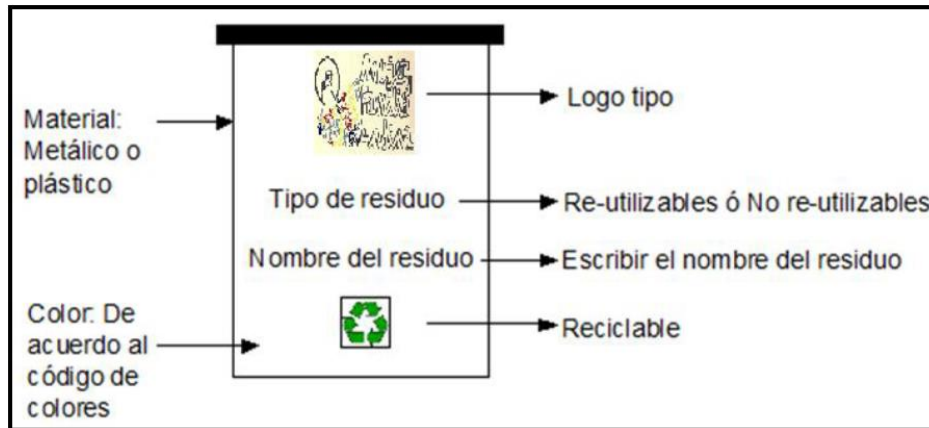 Logo tipo
Material:
Metálico o
plástico
Tipo de residuo
Re-utilizables ó No re-utilizables
Nombre del residuo
Escribir el nombre del residuo
Color: De
acuerdo al
código de
colores
Reciclable